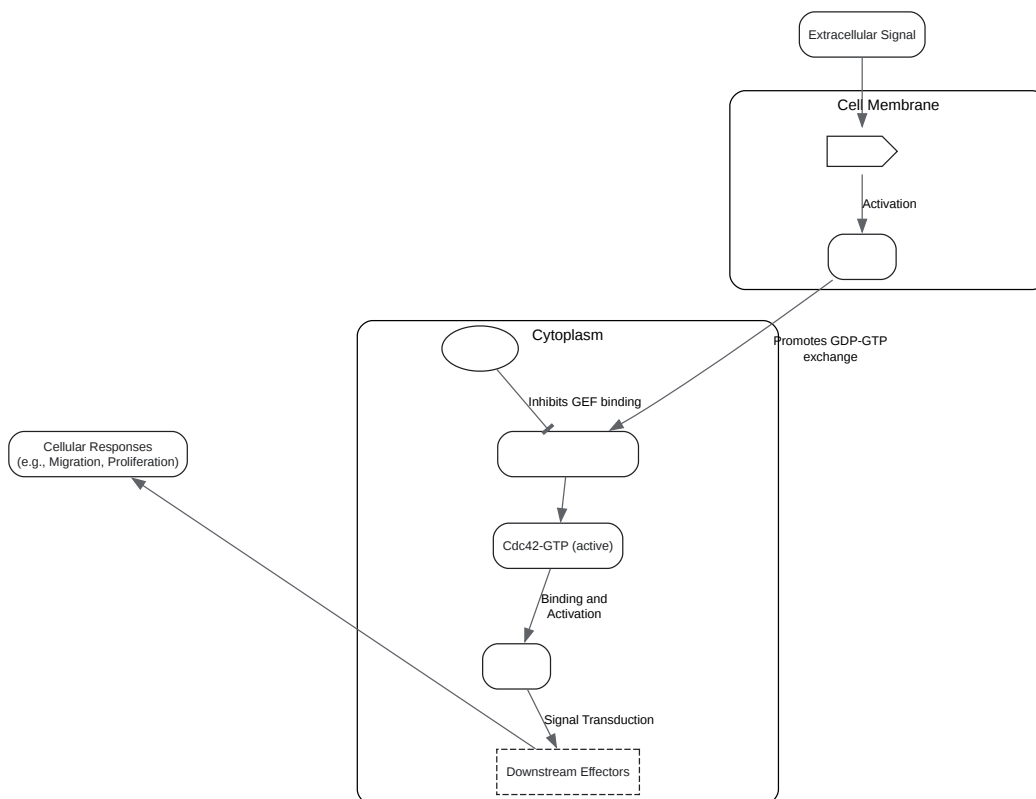 Extracellular Signal
Cell Membrane
Activation
Cytoplasm
Promotes GDP-GTP
exchange
Inhibits GEF binding
Cellular Responses
(e.g., Migration, Proliferation)
Cdc42-GTP (active)
Binding and
Activation
Signal Transduction
Downstream Effectors